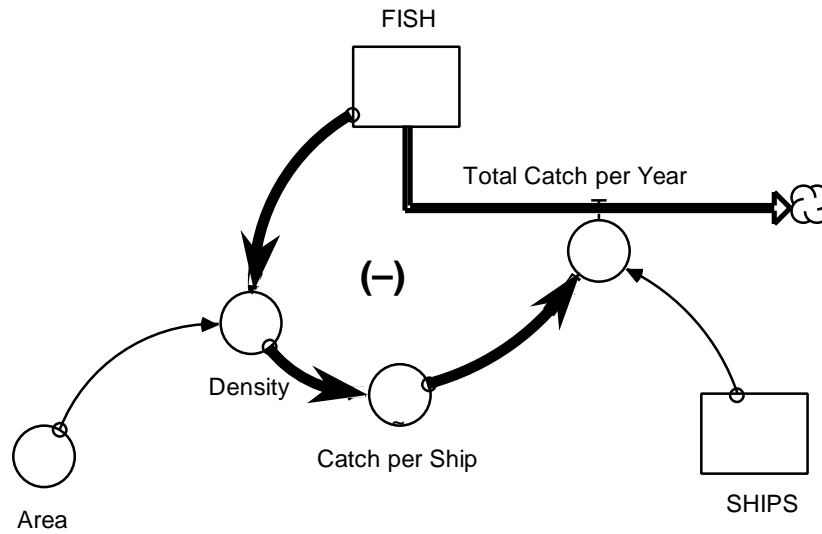 FISH
Total Catch per Year
(–)
Density
~
Catch per Ship
SHIPS
Area